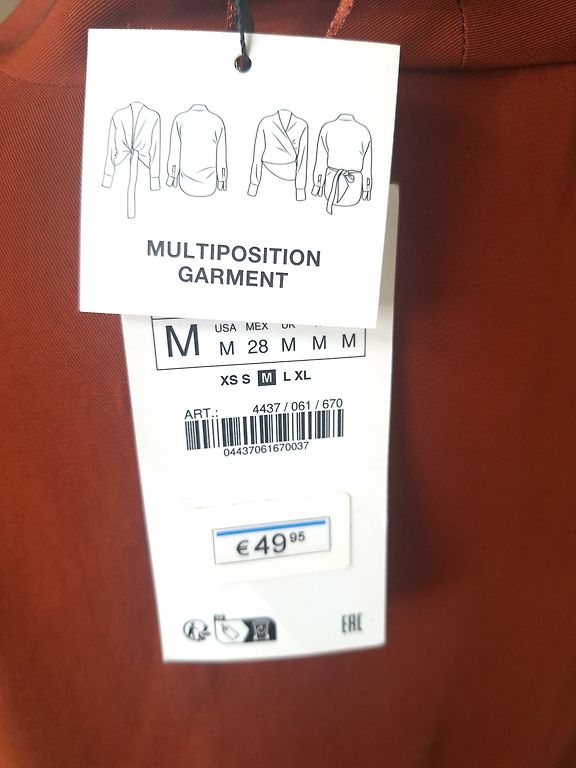 MULTIPOSITION
GARMENT
M
USA MEX UK
M 28 M M M
XS S M L XL
ART.: 4437 / 061 / 670
04437061670037
€ 49 95
EAC